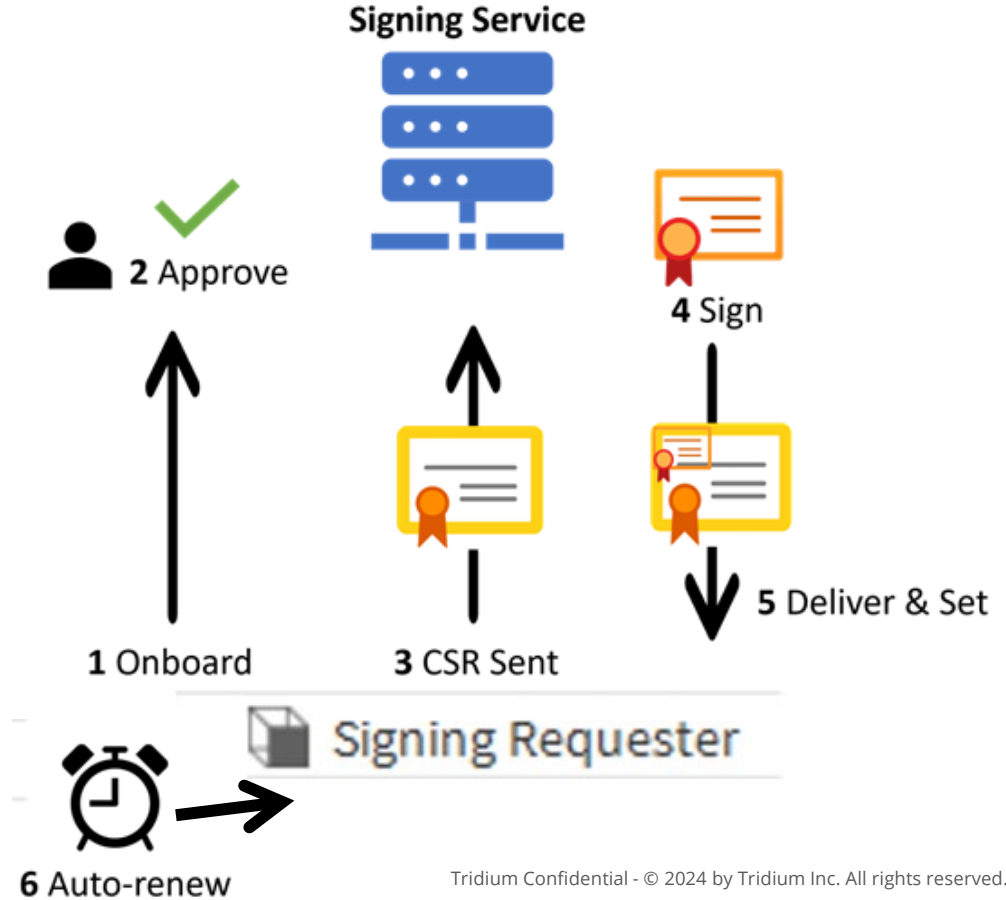 Signing Service
2 Approve
4 Sign
5 Deliver & Set
1 Onboard
3 CSR Sent
Signing Requester
6 Auto-renew
Tridium Confidential - © 2024 by Tridium Inc. All rights reserved.